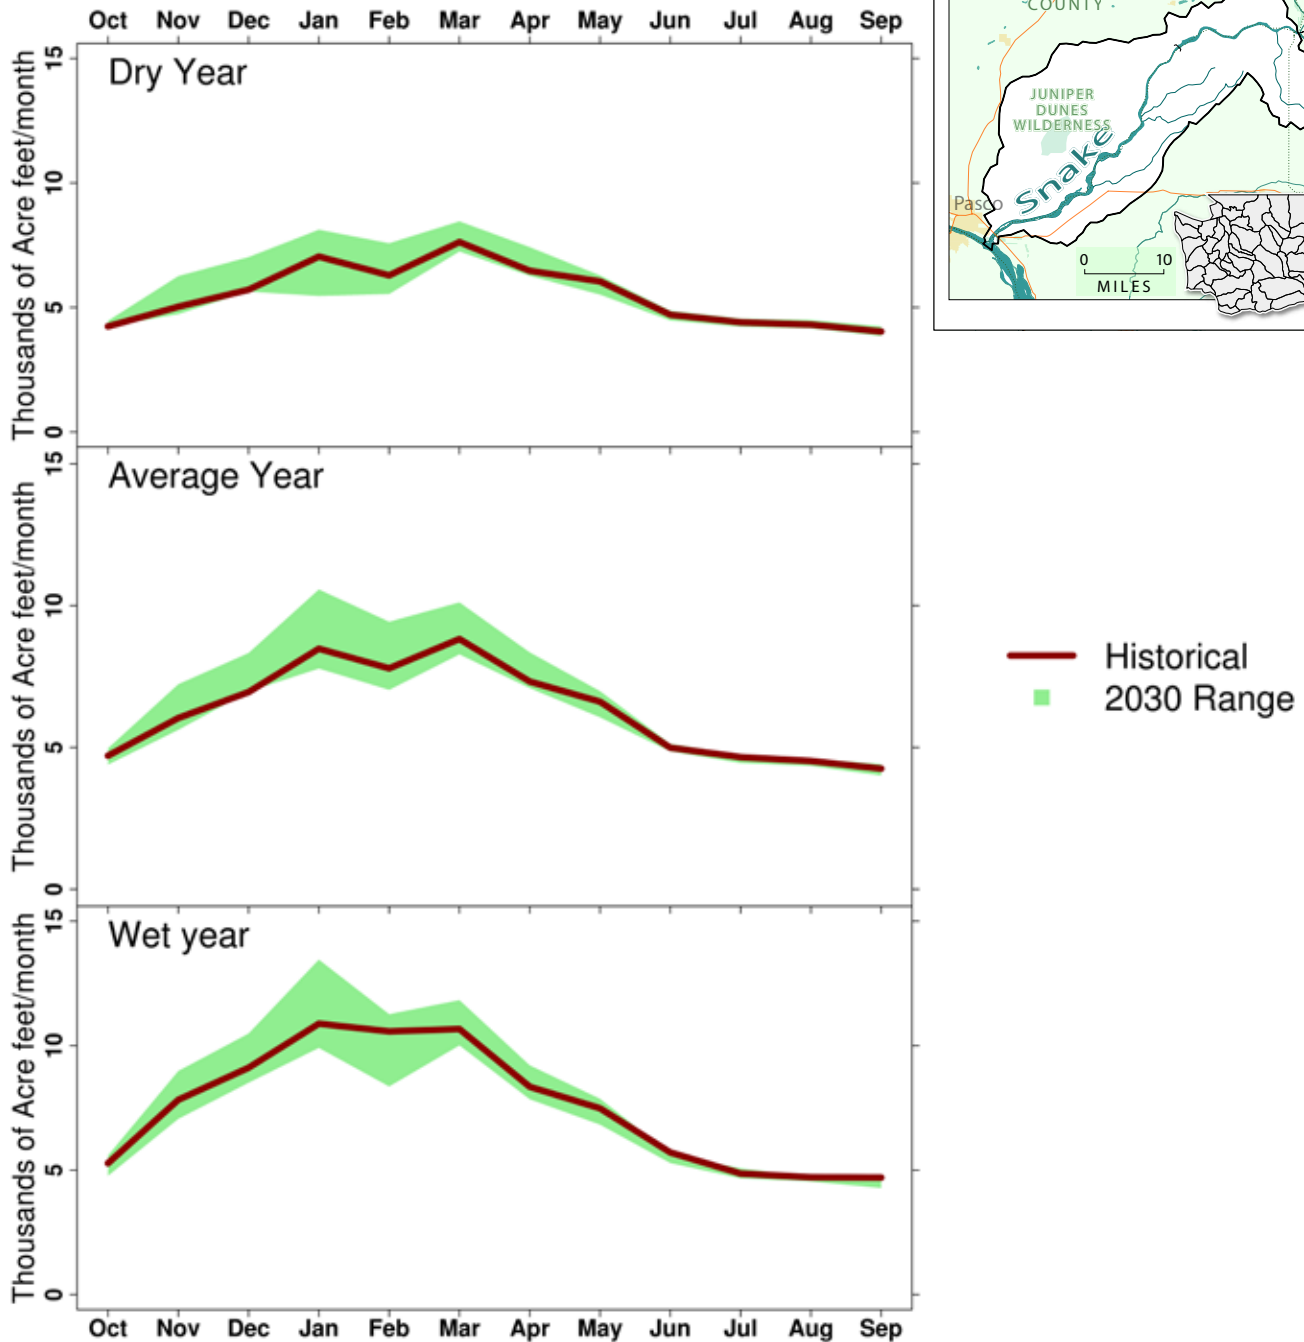 Oct Nov Dec Jan Feb Mar Apr May Jun Jul Aug Sep
Thousands of Acre feet/month
15
10
5
0
Dry Year
Thousands of Acre feet/month
15
10
5
0
Average Year
Thousands of Acre feet/month
15
10
5
0
Wet year
Oct Nov Dec Jan Feb Mar Apr May Jun Jul Aug Sep
COUNTY
JUNIPER
DUNES
WILDERNESS
Snake
Pasco
0 10
MILES
Historical
2030 Range